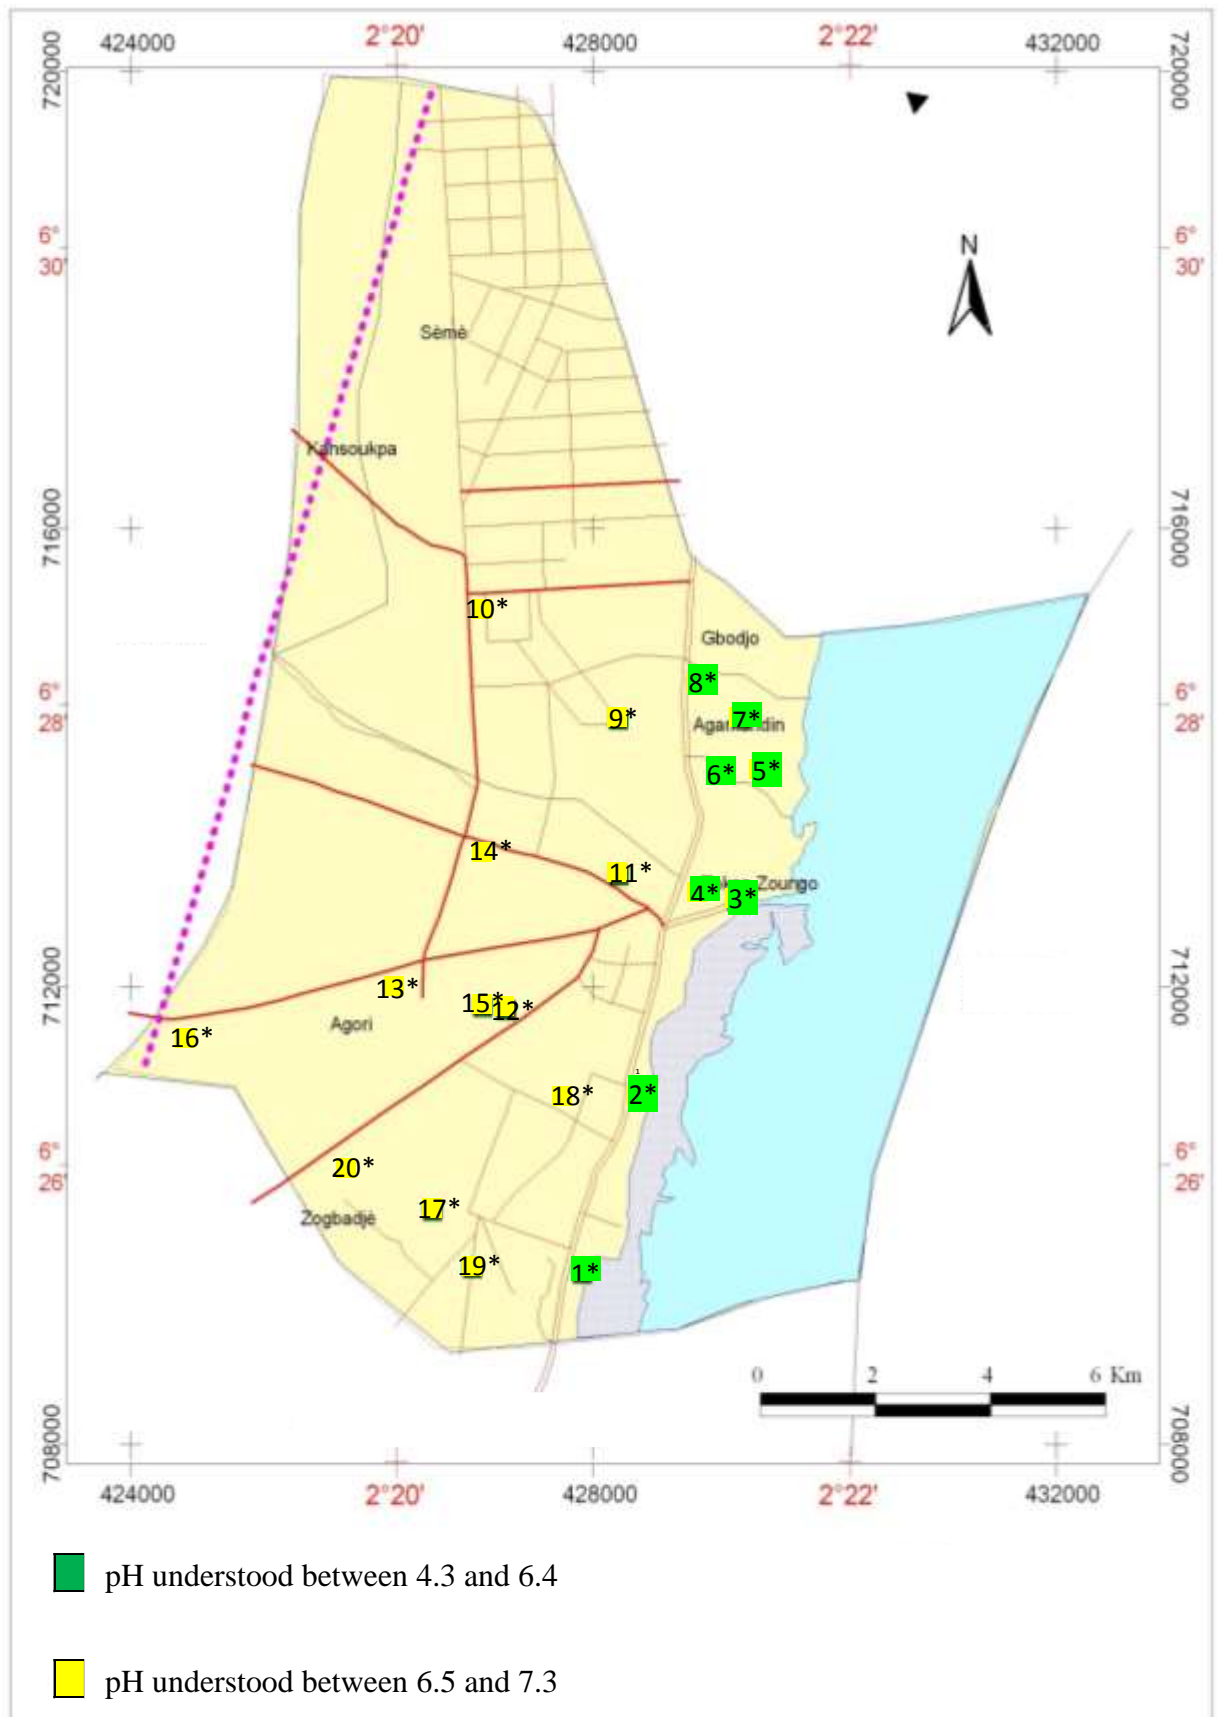 424000 2°20' 428000 2°22' 432000
720000 720000
N
6° 30' 6° 30'
Sèmè
Kansoukpa
716000 716000
10*
Gbodjo
8*
6° 28' 6° 28'
9* 7*
6* 5*
14*
11*
4* 3* Zoungo
13*
712000 712000
15* 12*
Agori
16*
1
18* 2*
20*
6° 26' 6° 26'
17*
Zogbadjè
19* 1*
0 2 4 6 Km
708000 708000
424000 2°20' 428000 2°22' 432000
pH understood between 4.3 and 6.4
pH understood between 6.5 and 7.3